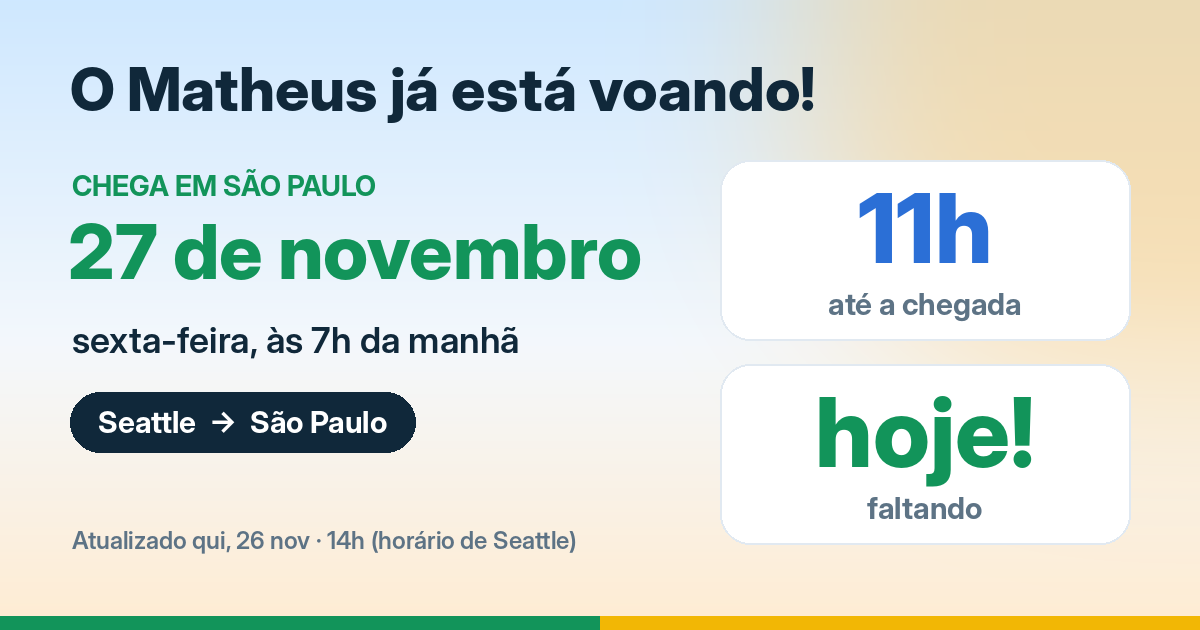 O Matheus já está voando!
CHEGA EM SÃO PAULO
27 de novembro
sexta-feira, às 7h da manhã
Seattle → São Paulo
Atualizado qui, 26 nov · 14h (horário de Seattle)
11h
até a chegada
hoje!
faltando